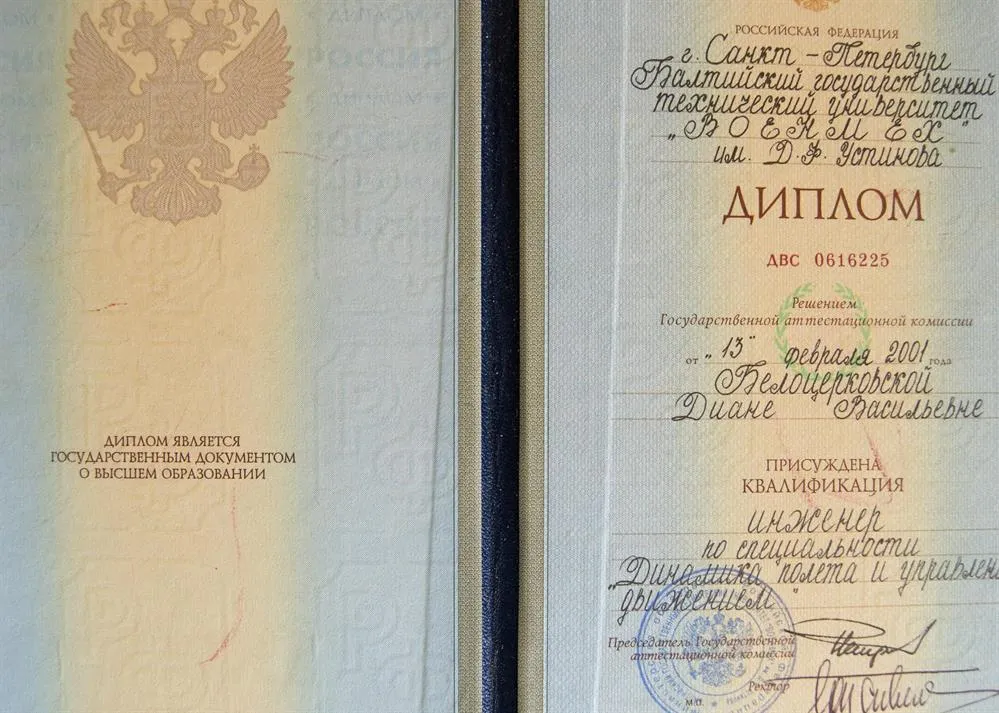 ДИПЛОМ
РОССИЯ
ДИПЛОМ ЯВЛЯЕТСЯ
ГОСУДАРСТВЕННЫМ ДОКУМЕНТОМ
О ВЫСШЕМ ОБРАЗОВАНИИ
РОССИЙСКАЯ ФЕДЕРАЦИЯ
г. Санкт - Петербург
Балтийский государственный
технический университет
„ВОЕНМЕХ"
им. Д.Ф. Устинова
ДИПЛОМ
ДВС 0616225
Решением
Государственной аттестационной комиссии
от „13" февраля 2001 года
Белоцерковской
Диане Васильевне
ПРИСУЖДЕНА
КВАЛИФИКАЦИЯ
инженер
по специальности
„Динамика полета и управлени
движением"
Председатель Государственной
аттестационной комиссии
Ректор
М.П.